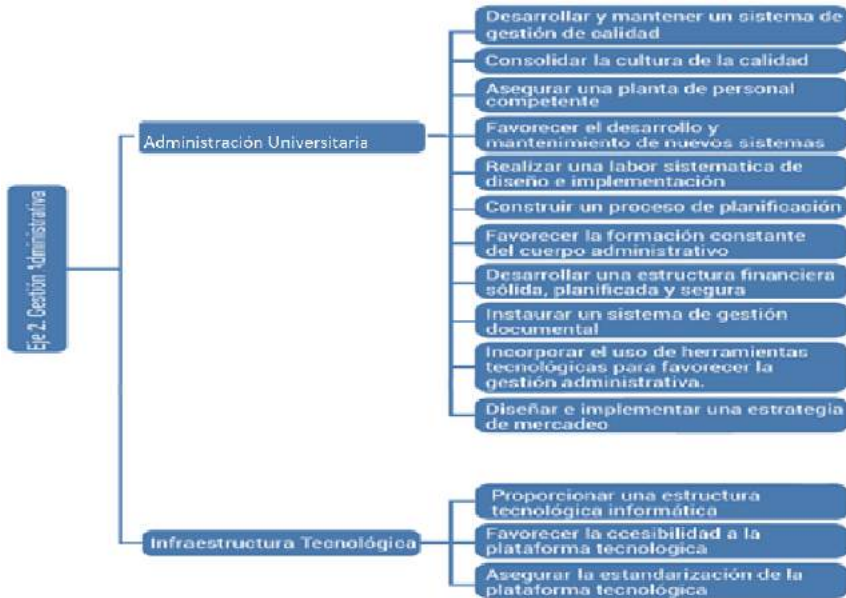 Eje 2. Gestión Administrativa
Administración Universitaria
Desarrollar y mantener un sistema de
gestión de calidad
Consolidar la cultura de la calidad
Asegurar una planta de personal
competente
Favorecer el desarrollo y
mantenimiento de nuevos sistemas
Realizar una labor sistematica de
diseño e implementación
Construir un proceso de planificación
Favorecer la formación constante
del cuerpo administrativo
Desarrollar una estructura financiera
sólida, planificada y segura
Instaurar un sistema de gestión
documental
Incorporar el uso de herramientas
tecnológicas para favorecer la
gestión administrativa.
Diseñar e implementar una estrategia
de mercadeo
Infraestructura Tecnológica
Proporcionar una estructura
tecnológica informática
Favorecer la ccesibilidad a la
plataforma tecnologica
Asegurar la estandarización de la
plataforma tecnológica